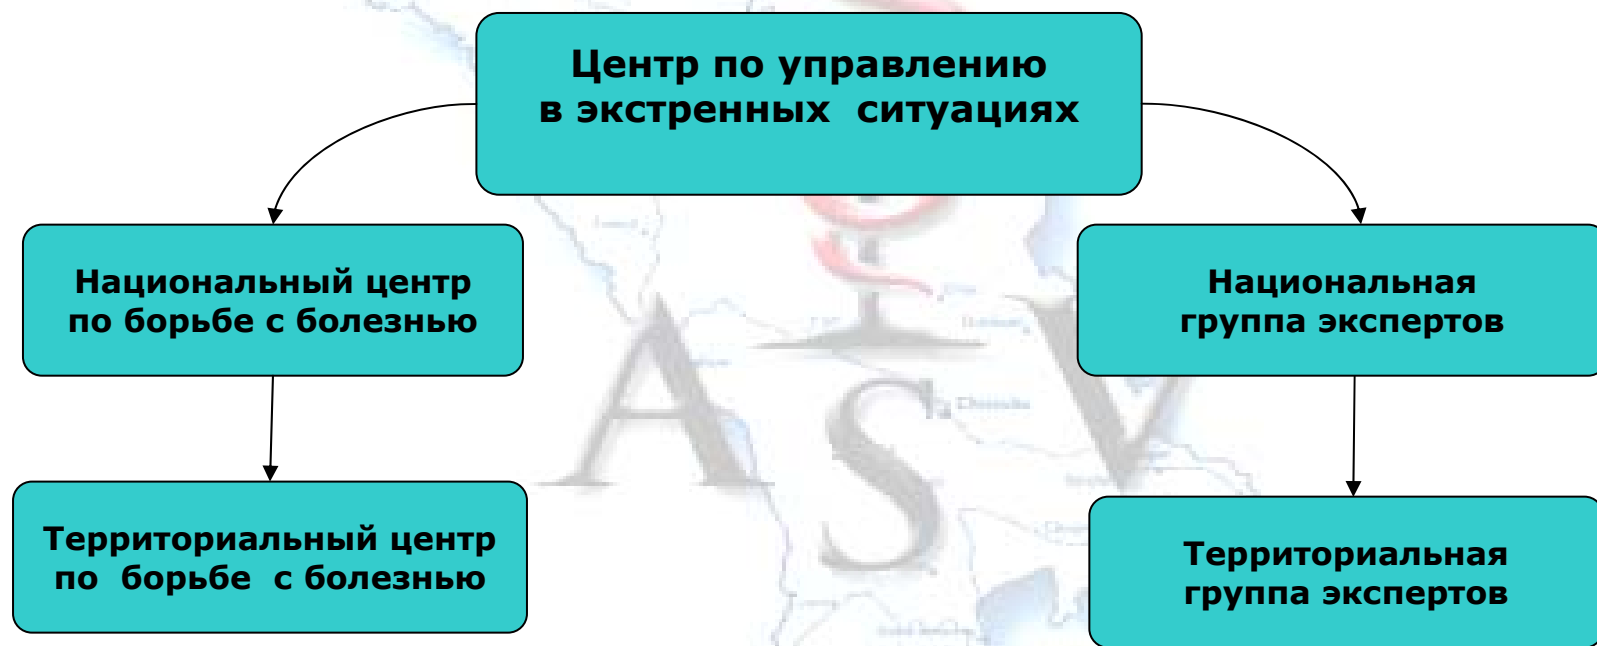 Центр по управлению
в экстренных ситуациях
Национальный центр
по борьбе с болезнью
Национальная
группа экспертов
A S V
Территориальный центр
по борьбе с болезнью
Территориальная
группа экспертов